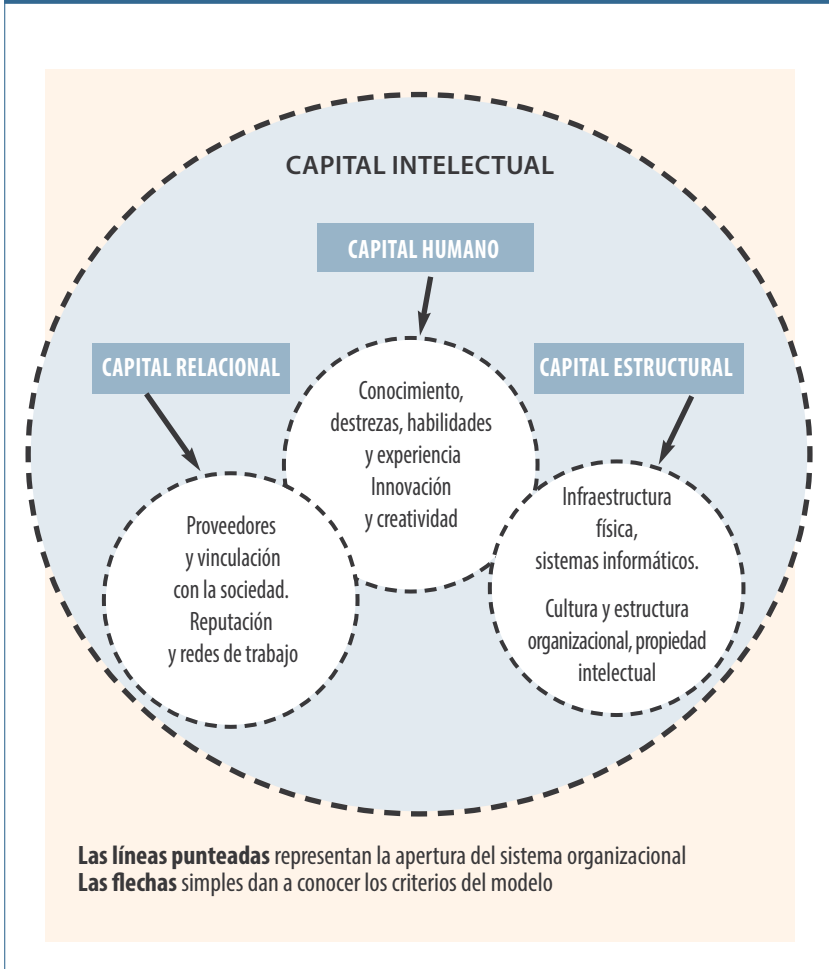 CAPITAL INTELECTUAL
CAPITAL HUMANO
CAPITAL RELACIONAL
CAPITAL ESTRUCTURAL
Conocimiento,
destrezas, habilidades
y experiencia
Innovación
y creatividad
Proveedores
y vinculación
con la sociedad.
Reputación
y redes de trabajo
Infraestructura
física,
sistemas informáticos.
Cultura y estructura
organizacional, propiedad
intelectual
Las líneas punteadas representan la apertura del sistema organizacional
Las flechas simples dan a conocer los criterios del modelo